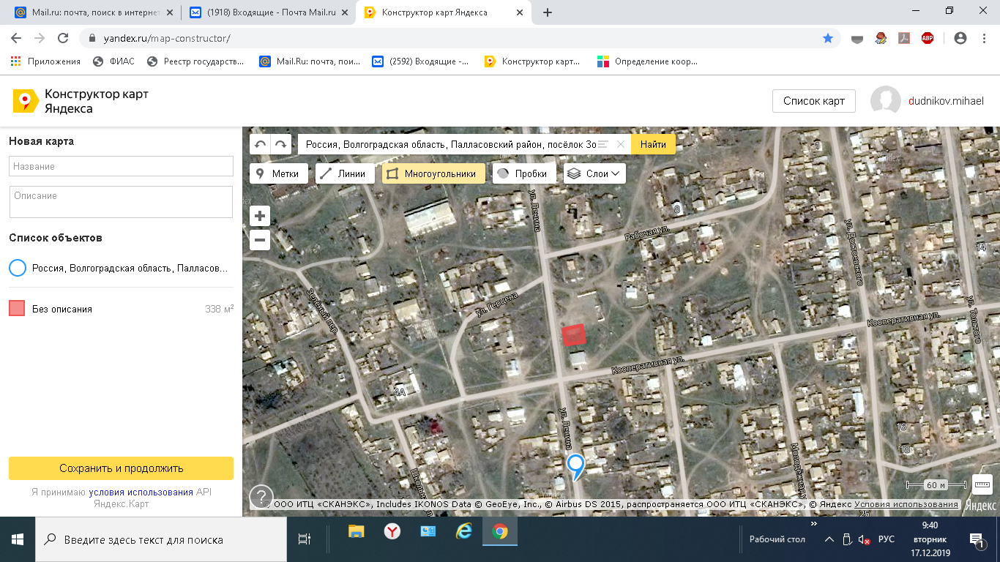 Mail.ru: почта, поиск в интернет
(1918) Входящие - Почта Mail.ru
Конструктор карт Яндекса
yandex.ru/map-constructor/
ABP
Приложения
ФИАС
Реестр государств...
Mail.Ru: почта, пои...
(2592) Входящие -...
Конструктор карт...
Определение коор...
Конструктор карт
Яндекса
Список карт
dudnikov.mihael
Новая карта
Название
Описание
Список объектов
Россия, Волгоградская область, Палласов...
Без описания
338 м²
Сохранить и продолжить
Я принимаю условия использования API
Яндекс.Карт
Россия, Волгоградская область, Палласовский район, посёлок Зо
Найти
Метки
Линии
Многоугольники
Пробки
Слои
1
8
14
ул. Ленина
Рабочая ул.
ул. Достоевского
Зелёный пер.
ул. Герцена
ул. Толстого
Кооперативная ул.
Кооперативная ул.
4А
ул. Ленина
16
18
Молодёжная
25
60 м
?
ООО ИТЦ «СКАНЭКС», Includes IKONOS Data © GeoEye, Inc., © Airbus DS 2015, распространяется ООО ИТЦ «СКАНЭКС», © Яндекс Условия использования
Яндекс
Введите здесь текст для поиска
Рабочий стол
»
РУС
9:40
вторник
17.12.2019
1